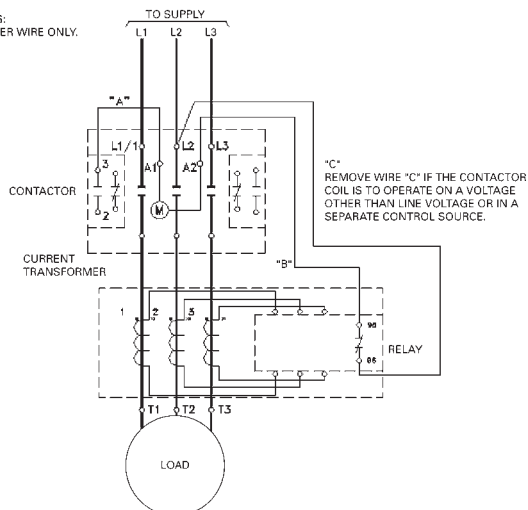 S:
ER WIRE ONLY.
TO SUPPLY
L1 L2 L3
"A"
L1/1 L2 L3
3 A1 A2
CONTACTOR
M
2
"C"
REMOVE WIRE "C" IF THE CONTACTOR
COIL IS TO OPERATE ON A VOLTAGE
OTHER THAN LINE VOLTAGE OR IN A
SEPARATE CONTROL SOURCE.
CURRENT
TRANSFORMER
"B"
1 2 3
RELAY
T1 T2 T3
LOAD